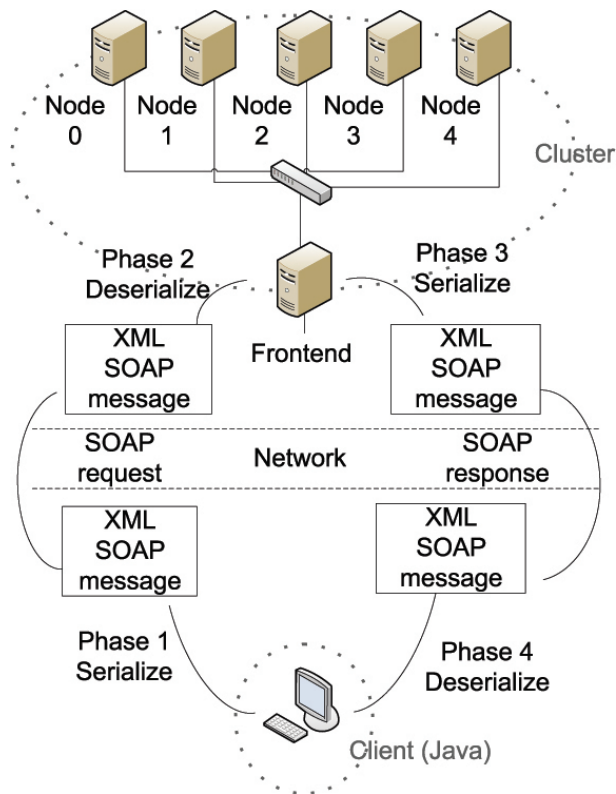 Node
0
Node
1
Node
2
Node
3
Node
4
Cluster
Phase 2
Deserialize
Phase 3
Serialize
Frontend
XML
SOAP
message
XML
SOAP
message
SOAP
request
Network
SOAP
response
XML
SOAP
message
XML
SOAP
message
Phase 1
Serialize
Phase 4
Deserialize
Client (Java)